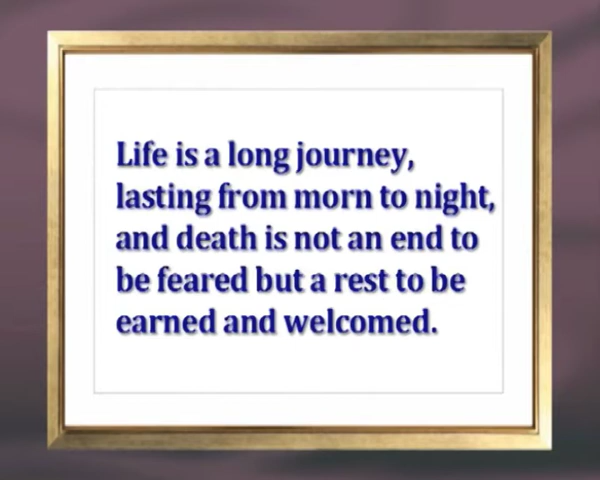 Life is a long journey,
lasting from morn to night,
and death is not an end to
be feared but a rest to be
earned and welcomed.